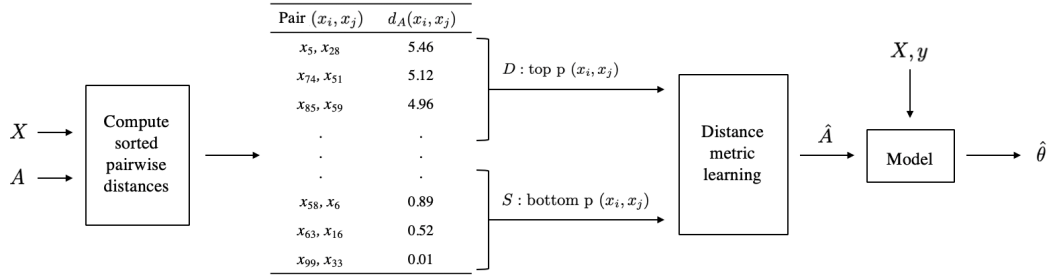 Pair (x_i, x_j) d_A(x_i, x_j)
x_5, x_28 5.46
x_74, x_51 5.12
x_85, x_59 4.96
. .
. .
. .
x_58, x_6 0.89
x_63, x_16 0.52
x_99, x_33 0.01
X
A
Compute
sorted
pairwise
distances
D : top p (x_i, x_j)
S : bottom p (x_i, x_j)
Distance
metric
learning
Â
X, y
Model
θ̂